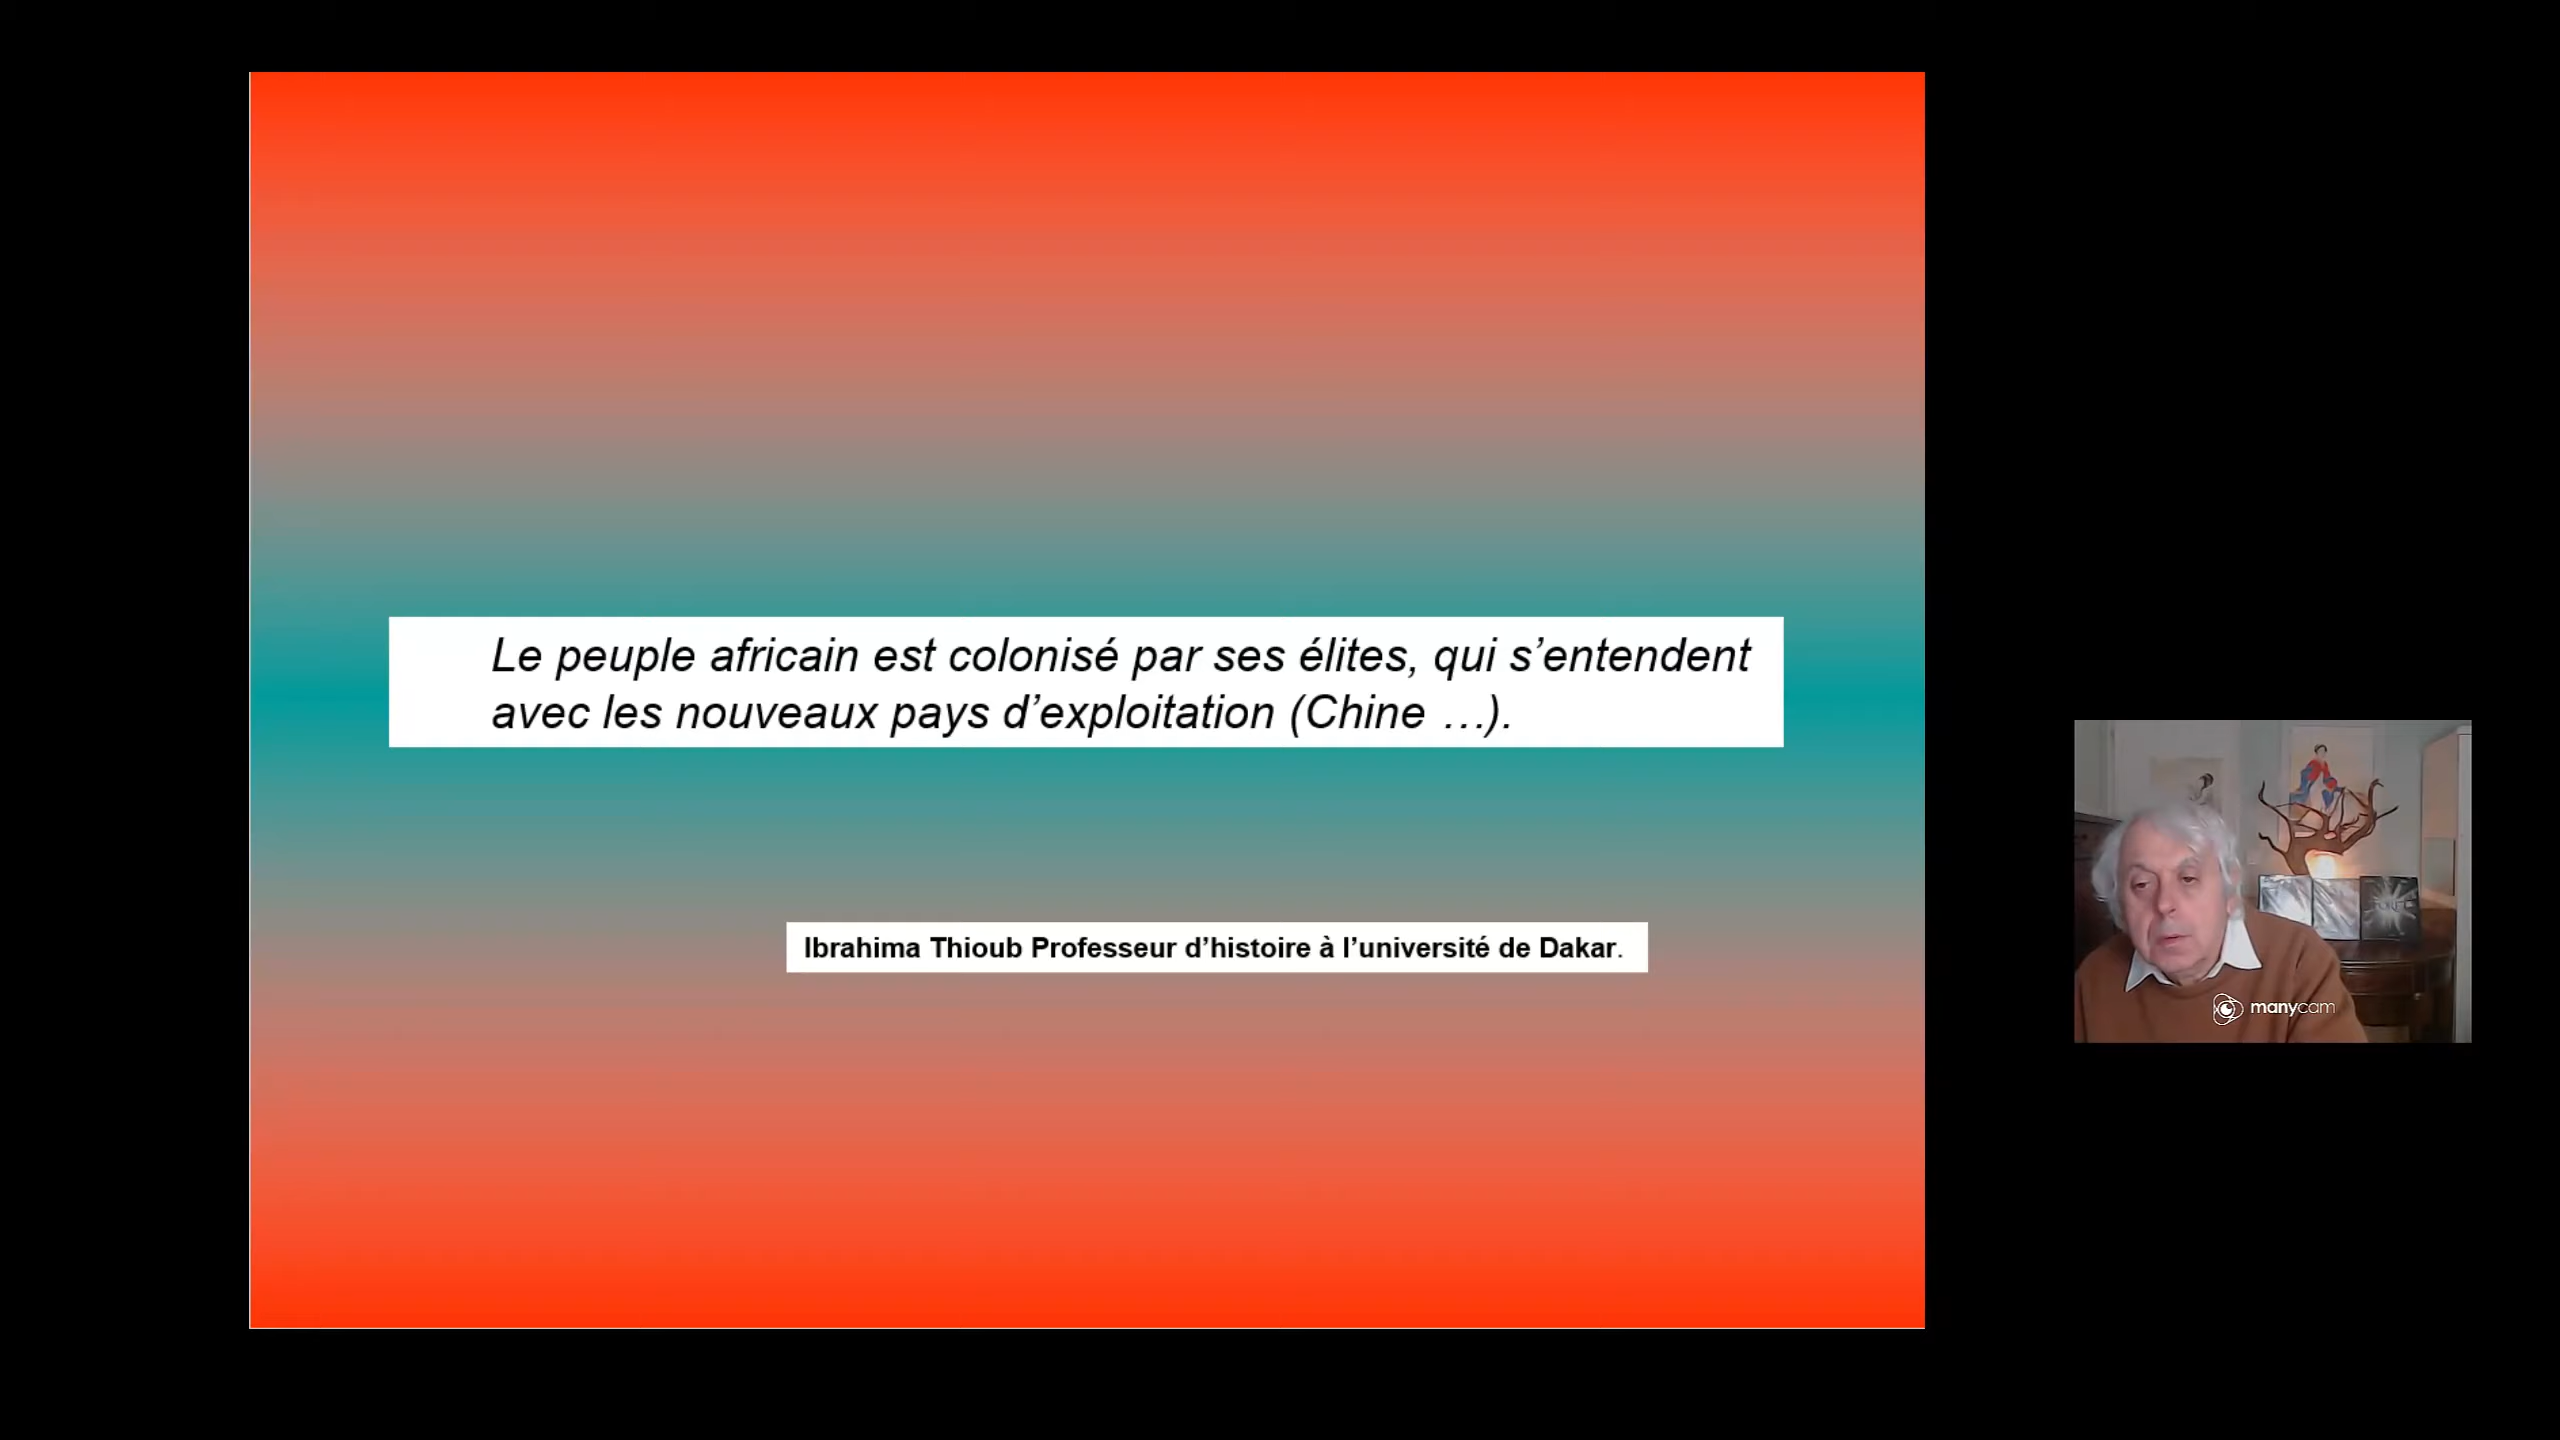 Le peuple africain est colonisé par ses élites, qui s’entendent
avec les nouveaux pays d’exploitation (Chine …).
Ibrahima Thioub Professeur d’histoire à l’université de Dakar.
manycam